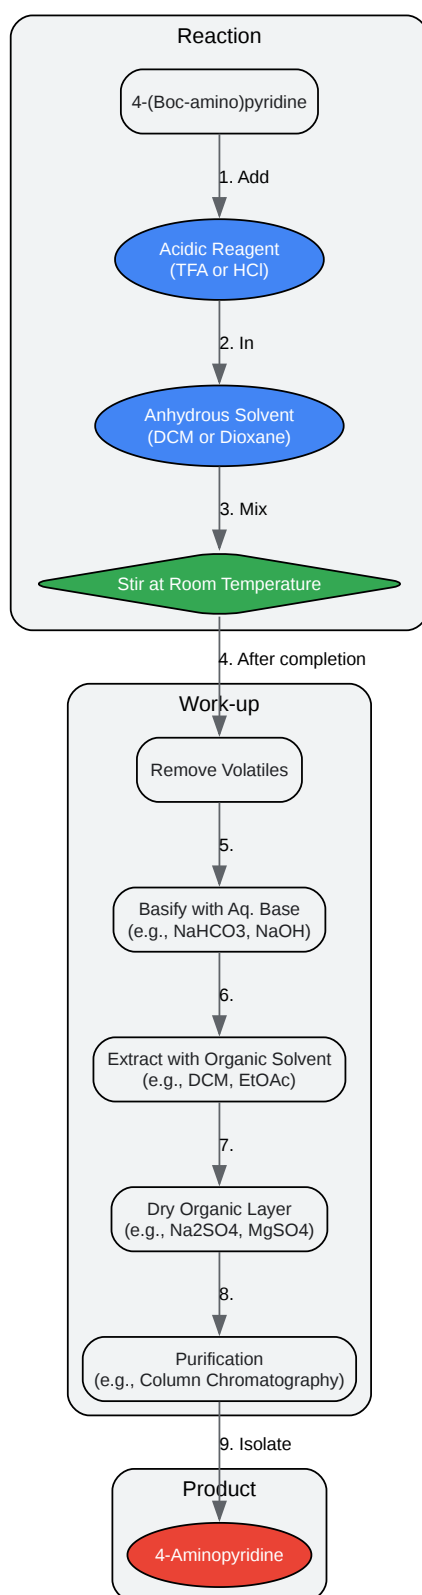 Reaction
4-(Boc-amino)pyridine
1. Add
Acidic Reagent
(TFA or HCl)
2. In
Anhydrous Solvent
(DCM or Dioxane)
3. Mix
Stir at Room Temperature
4. After completion
Work-up
Remove Volatiles
5.
Basify with Aq. Base
(e.g., NaHCO3, NaOH)
6.
Extract with Organic Solvent
(e.g., DCM, EtOAc)
7.
Dry Organic Layer
(e.g., Na2SO4, MgSO4)
8.
Purification
(e.g., Column Chromatography)
9. Isolate
Product
4-Aminopyridine